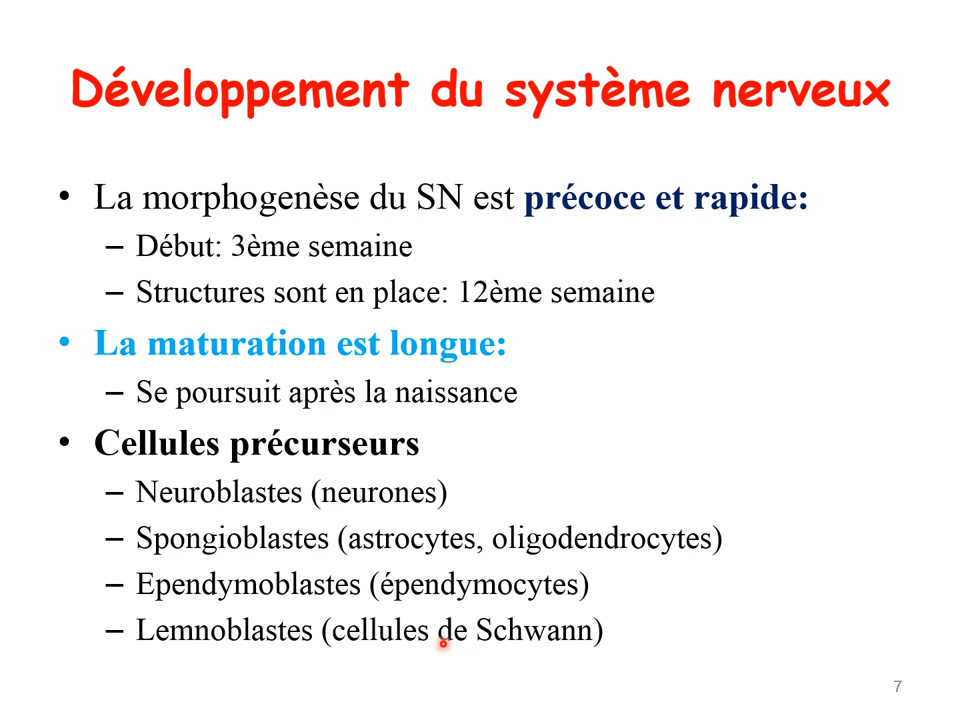 Développement du système nerveux
• La morphogenèse du SN est précoce et rapide:
– Début: 3ème semaine
– Structures sont en place: 12ème semaine
• La maturation est longue:
– Se poursuit après la naissance
• Cellules précurseurs
– Neuroblastes (neurones)
– Spongioblastes (astrocytes, oligodendrocytes)
– Ependymoblastes (épendymocytes)
– Lemnoblastes (cellules de Schwann)
7